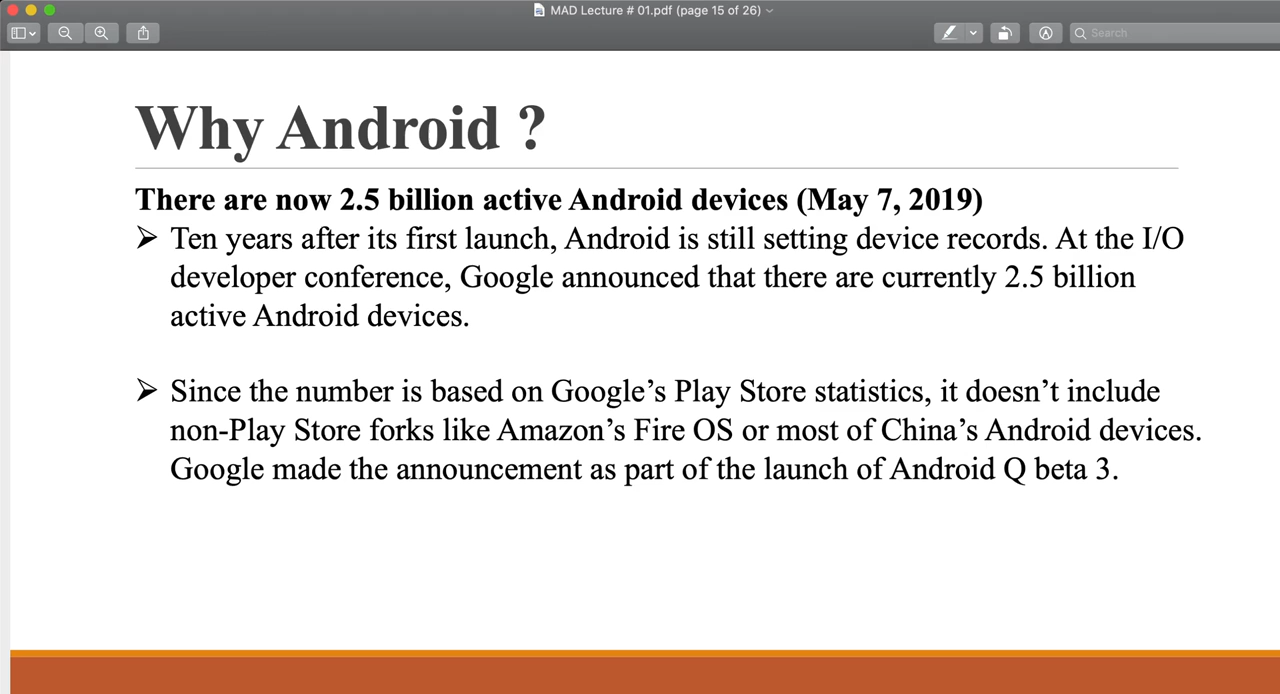 MAD Lecture # 01.pdf (page 15 of 26)
Search
Why Android ?
There are now 2.5 billion active Android devices (May 7, 2019)
➢ Ten years after its first launch, Android is still setting device records. At the I/O
developer conference, Google announced that there are currently 2.5 billion
active Android devices.
➢ Since the number is based on Google’s Play Store statistics, it doesn’t include
non-Play Store forks like Amazon’s Fire OS or most of China’s Android devices.
Google made the announcement as part of the launch of Android Q beta 3.